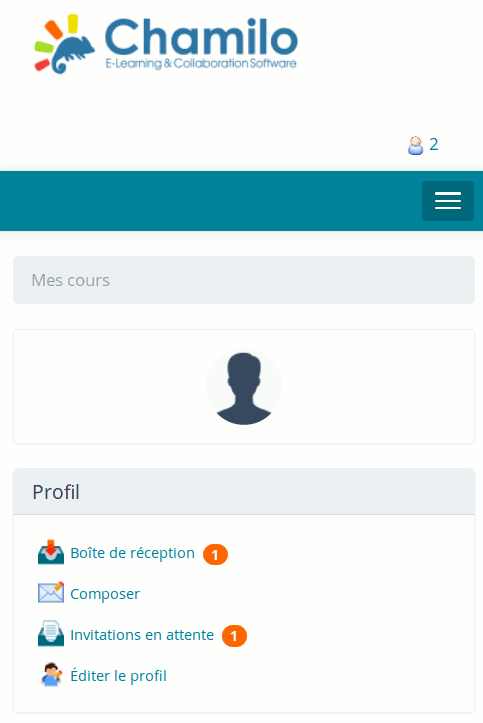 Chamilo
E-Learning & Collaboration Software
2
Mes cours
Profil
Boîte de réception 1
Composer
Invitations en attente 1
Éditer le profil